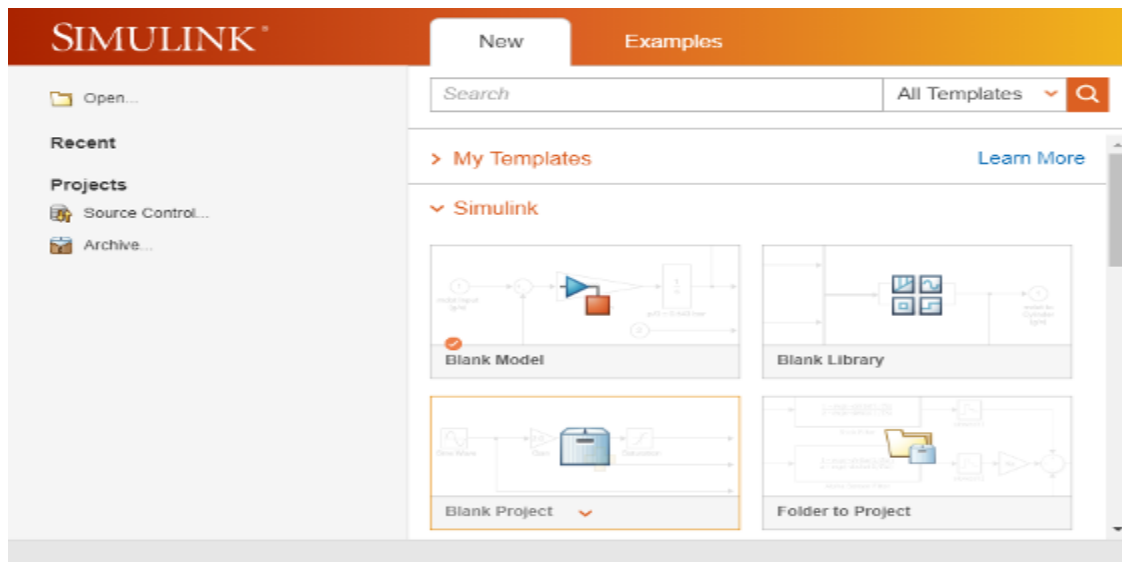 SIMULINK®
New
Examples
Open...
Recent
Projects
Source Control...
Archive...
Search
All Templates
My Templates
Learn More
Simulink
Blank Model
Blank Library
Blank Project
Folder to Project